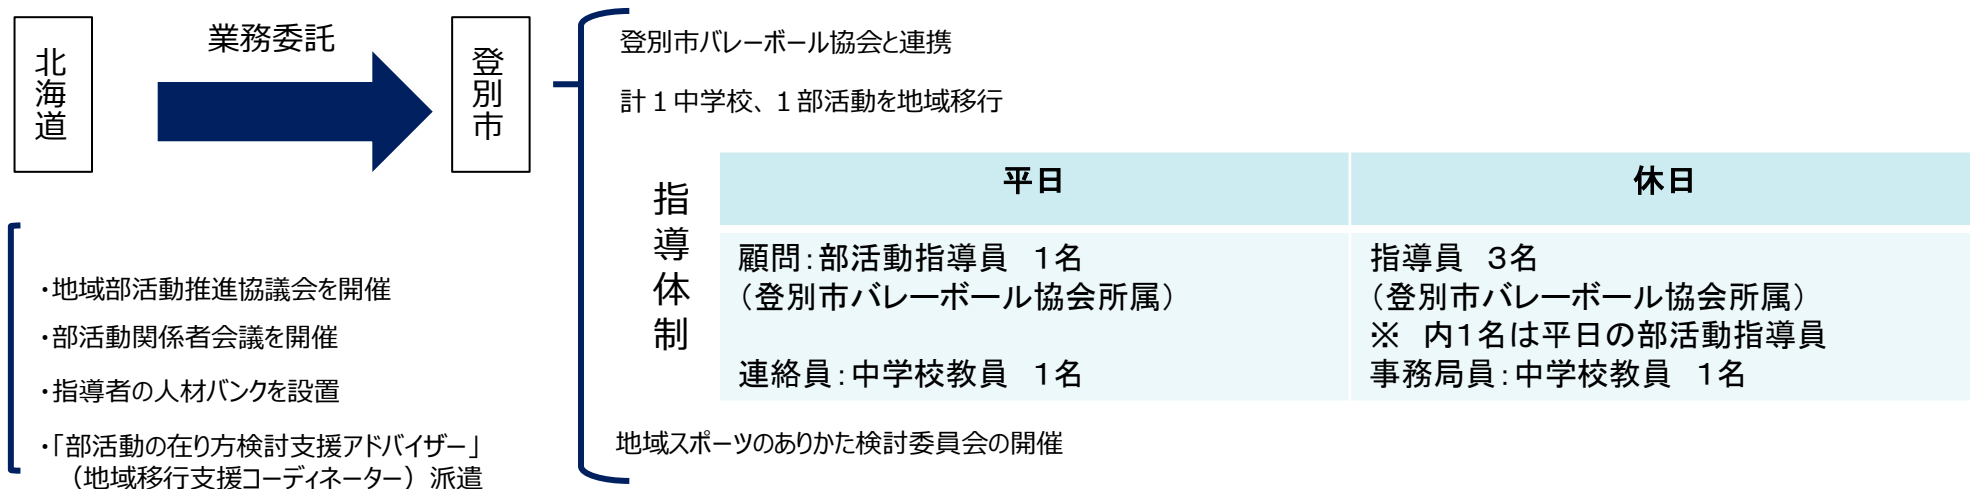 業務委託
北海道
登別市
・地域部活動推進協議会を開催
・部活動関係者会議を開催
・指導者の人材バンクを設置
・「部活動の在り方検討支援アドバイザー」
（地域移行支援コーディネーター）派遣
登別市バレーボール協会と連携
計１中学校、１部活動を地域移行
指導体制
平日
休日
顧問：部活動指導員　１名
（登別市バレーボール協会所属）
連絡員：中学校教員　１名
指導員　３名
（登別市バレーボール協会所属）
※　内１名は平日の部活動指導員
事務局員：中学校教員　１名
地域スポーツのありかた検討委員会の開催